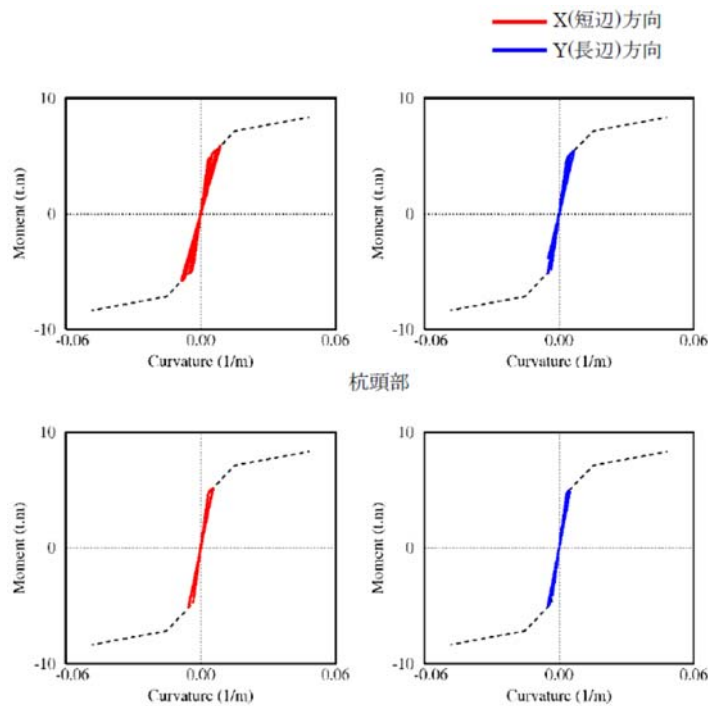 X(短辺)方向
Y(長辺)方向
10
0
-10
Moment (t.m)
-0.06
0.00
0.06
Curvature (1/m)
10
0
-10
Moment (t.m)
-0.06
0.00
0.06
Curvature (1/m)
杭頭部
10
0
-10
Moment (t.m)
-0.06
0.00
0.06
Curvature (1/m)
10
0
-10
Moment (t.m)
-0.06
0.00
0.06
Curvature (1/m)